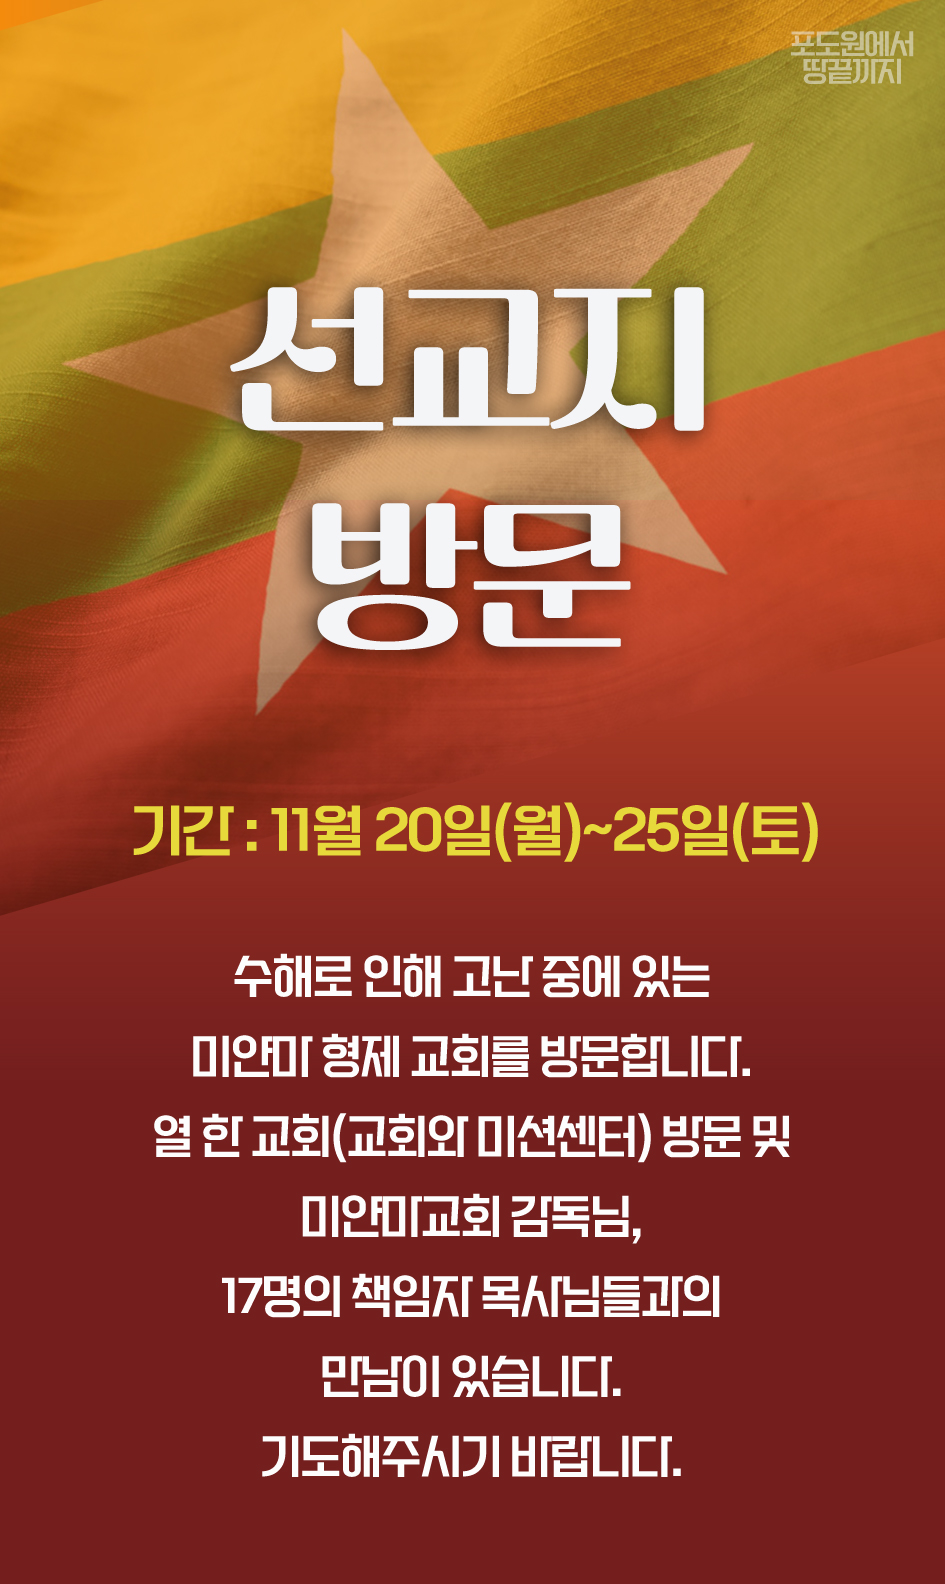 포도원에서
땅끝까지
선교지
방문
기간 : 11월 20일(월)~25일(토)
수해로 인해 고난 중에 있는
미얀마 형제 교회를 방문합니다.
열 한 교회(교회와 미션센터) 방문 및
미얀마교회 감독님,
17명의 책임자 목사님들과의
만남이 있습니다.
기도해주시기 바랍니다.